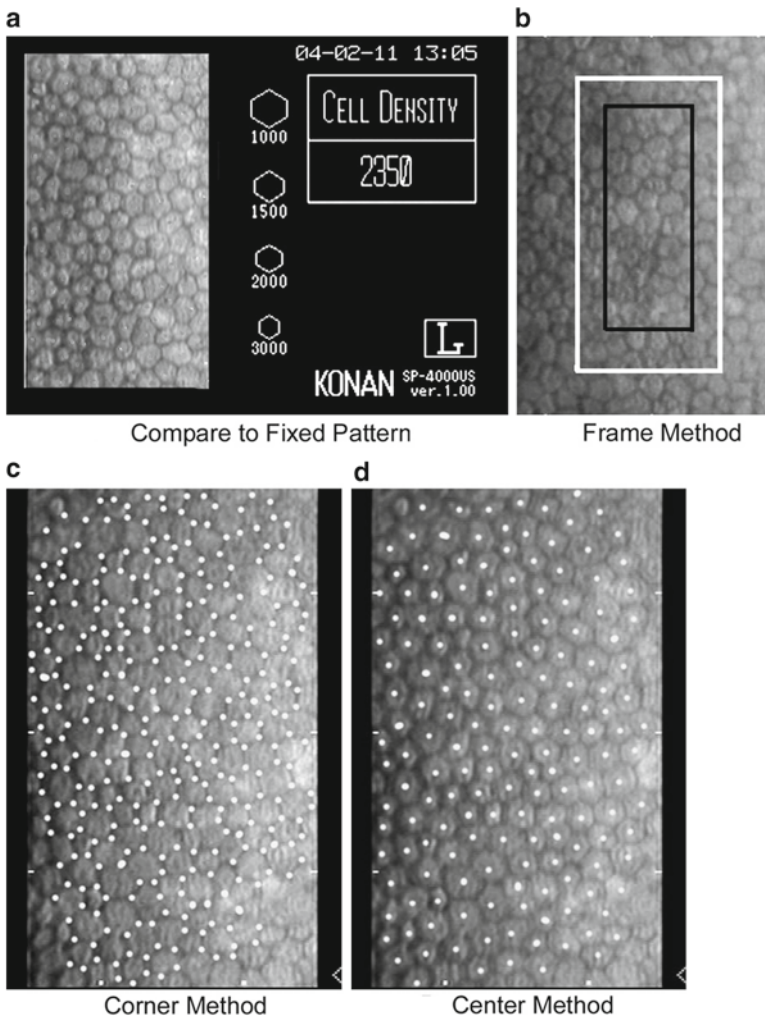 a
04-02-11 13:05
CELL DENSITY
2350
1000
1500
2000
3000
L
KONAN SP-4000US
ver.1.00
Compare to Fixed Pattern
b
Frame Method
c
Corner Method
d
Center Method